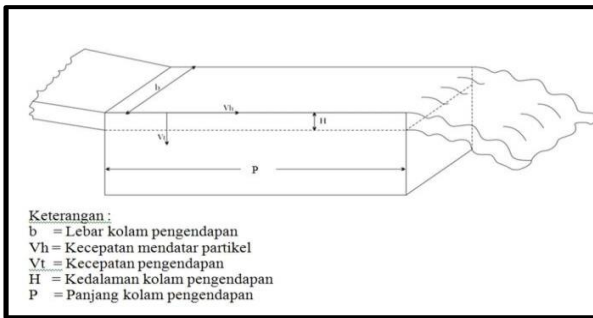 b
Vh
H
Vt
P
Keterangan :
b = Lebar kolam pengendapan
Vh = Kecepatan mendatar partikel
Vt = Kecepatan pengendapan
H = Kedalaman kolam pengendapan
P = Panjang kolam pengendapan